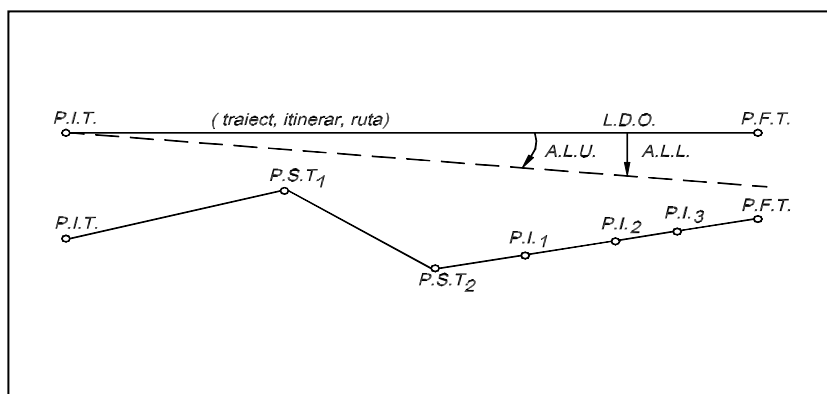 P.I.T. (traiect, itinerar, ruta) L.D.O. P.F.T.
A.L.U. A.L.L.
P.S.T1
P.I.T. P.I.1 P.I.2 P.I.3 P.F.T.
P.S.T2